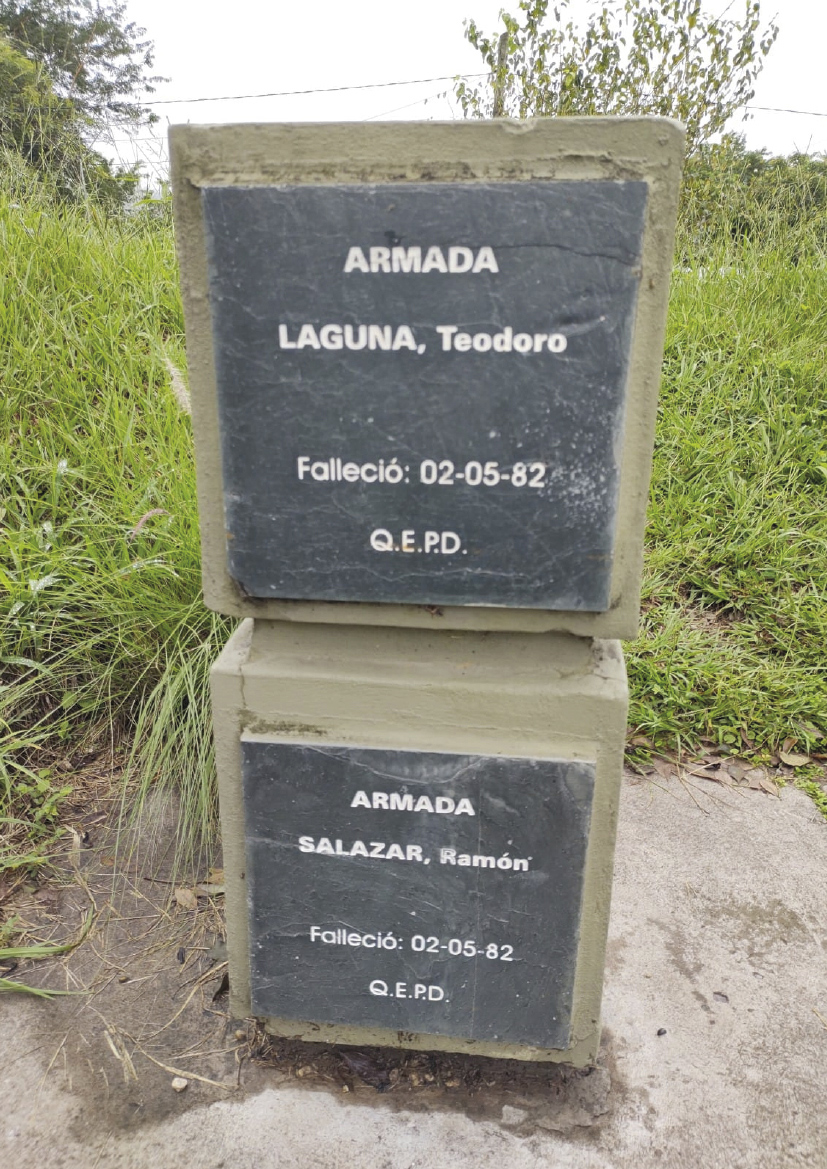 ARMADA
LAGUNA, Teodoro
Falleció: 02-05-82
Q.E.P.D.
ARMADA
SALAZAR, Ramón
Falleció: 02-05-82
Q.E.P.D.